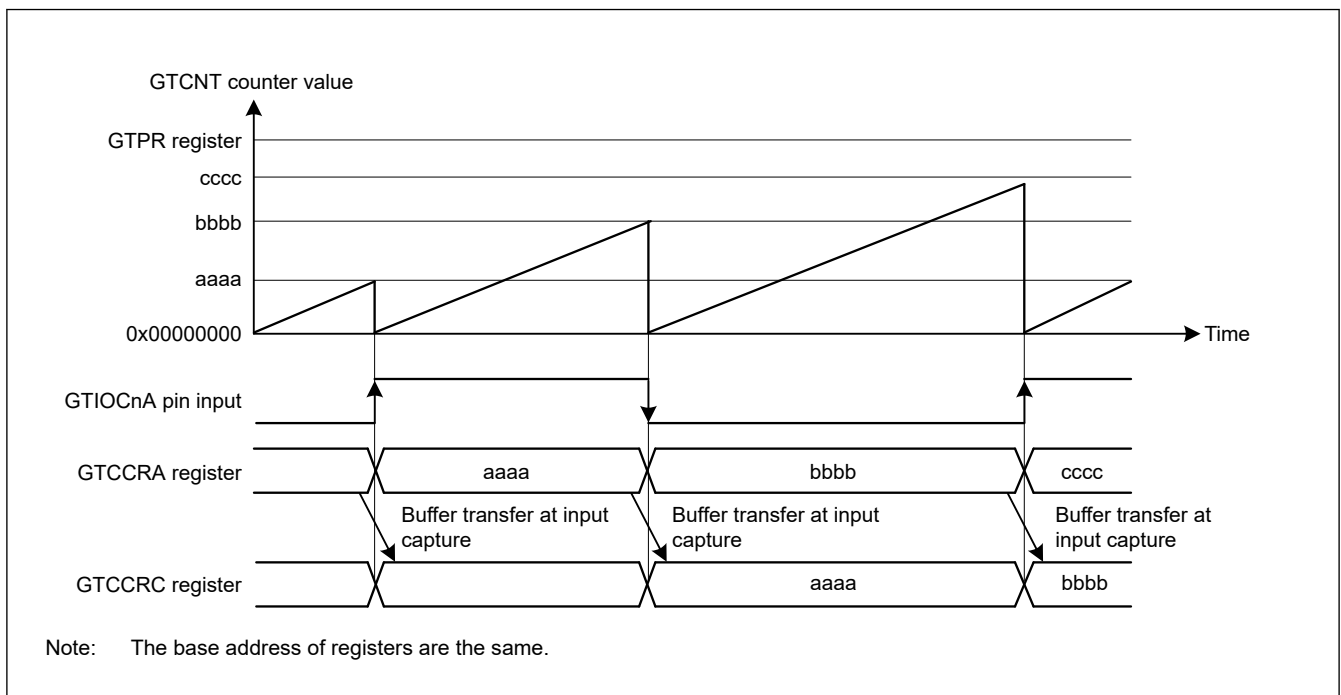 GTCNT counter value
GTPR register
cccc
bbbb
aaaa
0x00000000
Time
GTIOCnA pin input
GTCCRA register
aaaa
bbbb
cccc
Buffer transfer at input
capture
Buffer transfer at input
capture
Buffer transfer at
input capture
GTCCRC register
aaaa
bbbb
Note: The base address of registers are the same.